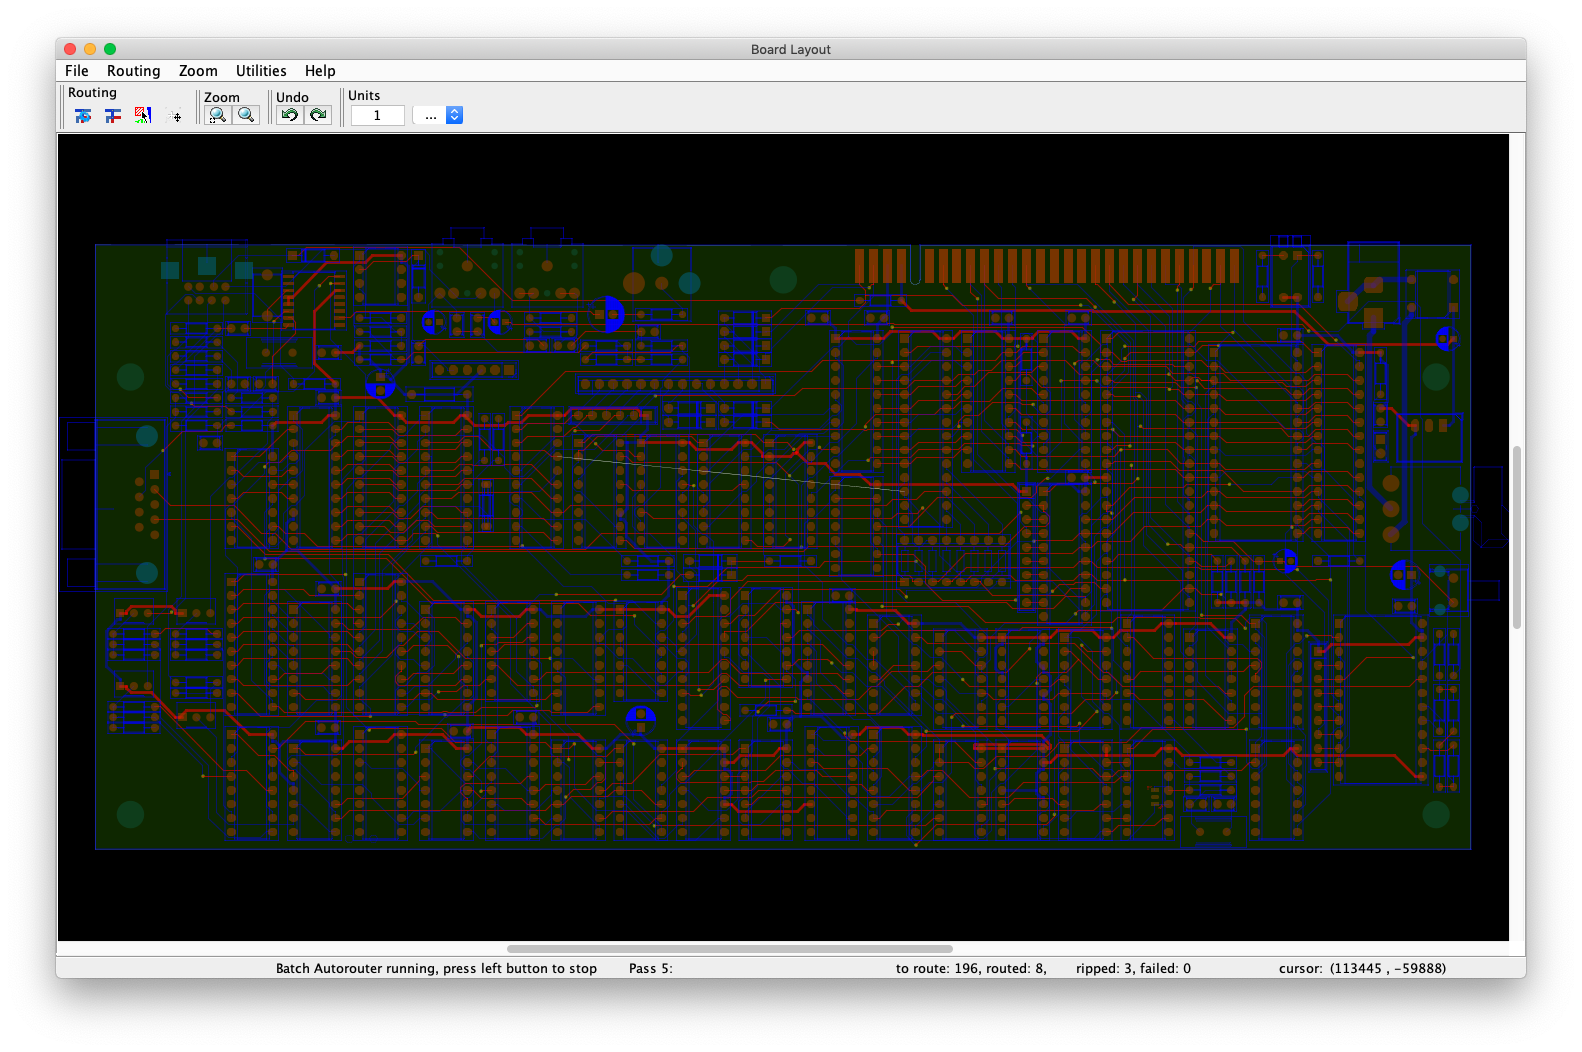 Board Layout
File Routing Zoom Utilities Help
Routing Zoom Undo Units
1 ...
Batch Autorouter running, press left button to stop Pass 5: to route: 196, routed: 8, ripped: 3, failed: 0 cursor: (113445 , -59888)